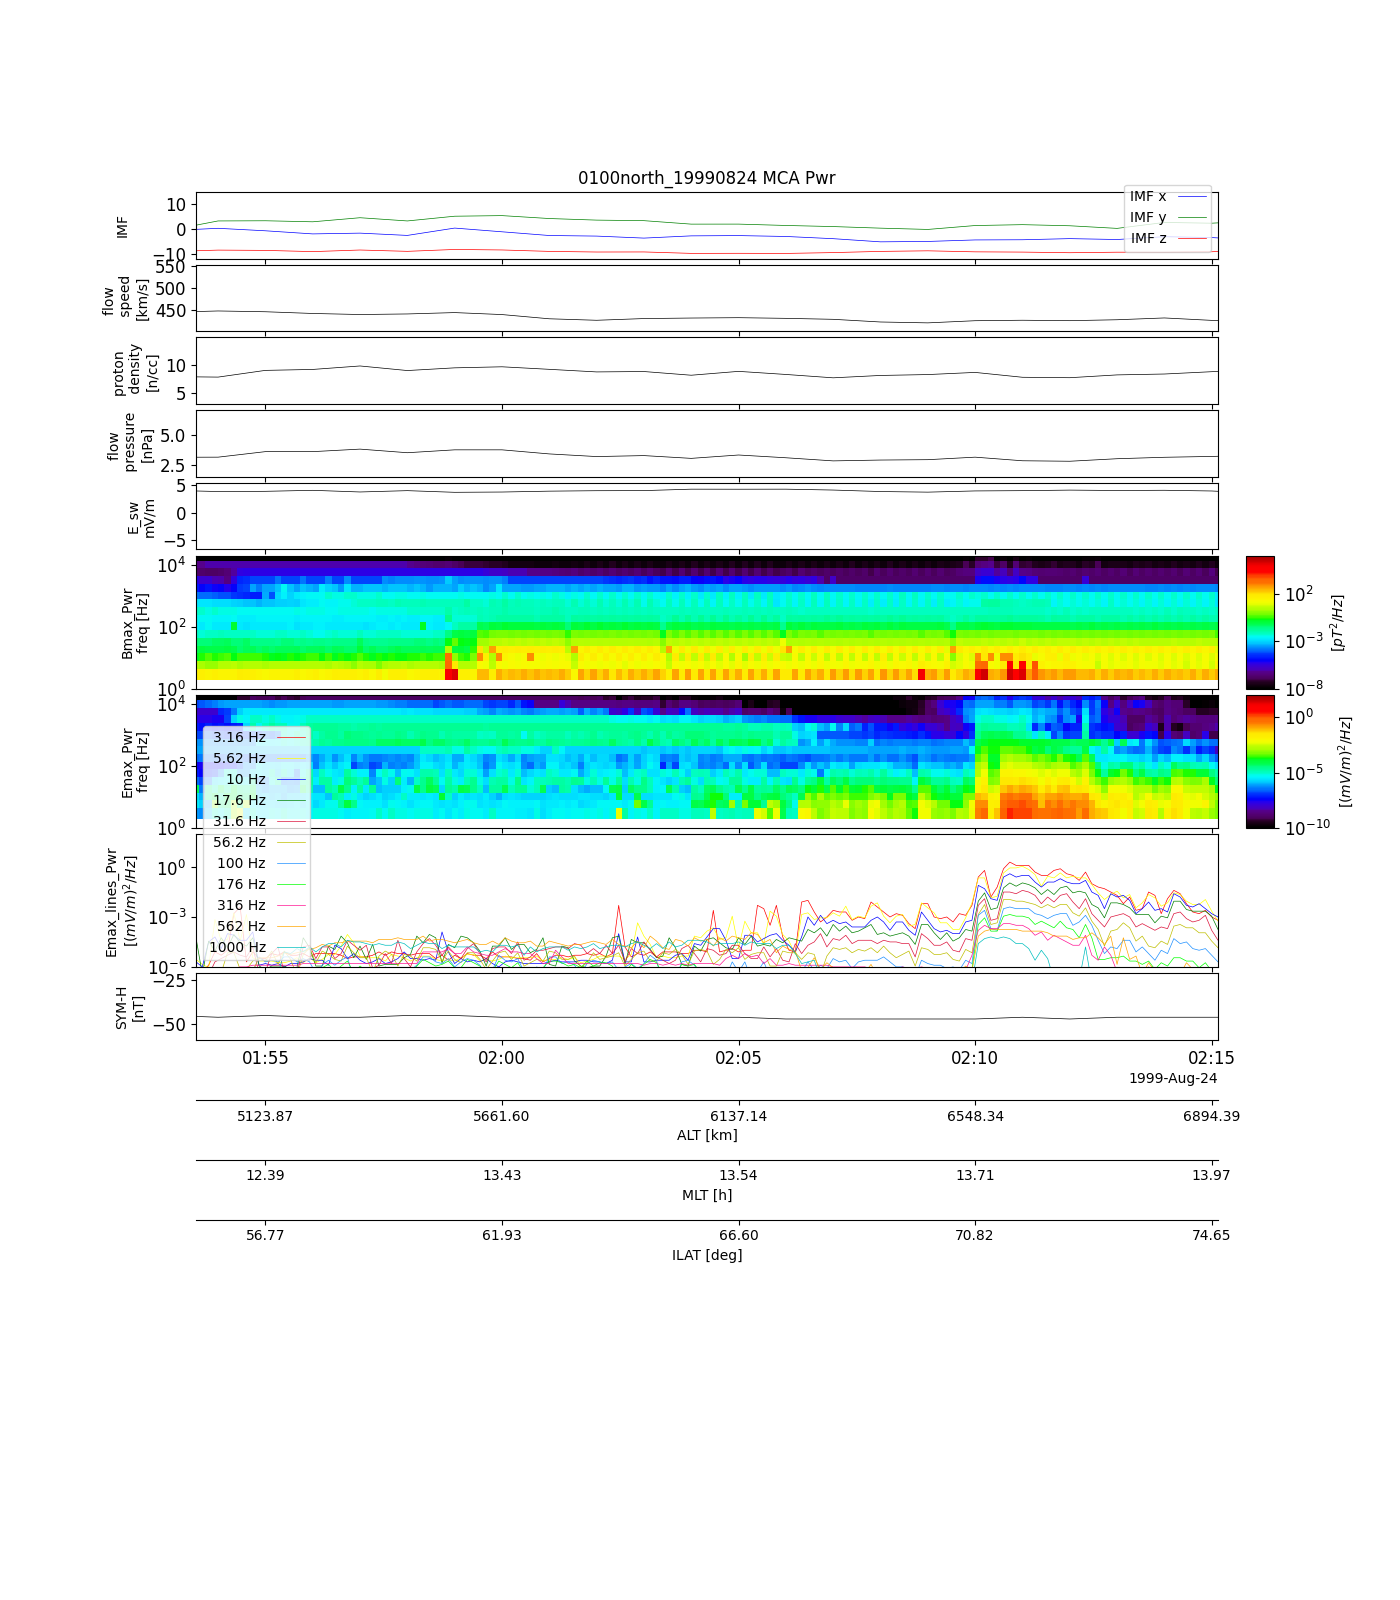 0100north_19990824 MCA Pwr
10
0
−10
IMF
IMF x
IMF y
IMF z
550
500
450
flow
speed
[km/s]
10
5
proton
density
[n/cc]
5.0
2.5
flow
pressure
[nPa]
5
0
−5
E_sw
mV/m
10^4
10^2
10^0
Bmax_Pwr
freq [Hz]
10^2
10^−3
10^−8
[pT^2/Hz]
10^4
10^2
10^0
Emax_Pwr
freq [Hz]
10^0
10^−5
10^−10
[(mV/m)^2/Hz]
3.16 Hz
5.62 Hz
10 Hz
17.6 Hz
31.6 Hz
56.2 Hz
100 Hz
176 Hz
316 Hz
562 Hz
1000 Hz
10^0
10^−3
10^−6
Emax_lines_Pwr
[(mV/m)^2/Hz]
−25
−50
SYM-H
[nT]
01:55 02:00 02:05 02:10 02:15
1999-Aug-24
5123.87 5661.60 6137.14 6548.34 6894.39
ALT [km]
12.39 13.43 13.54 13.71 13.97
MLT [h]
56.77 61.93 66.60 70.82 74.65
ILAT [deg]